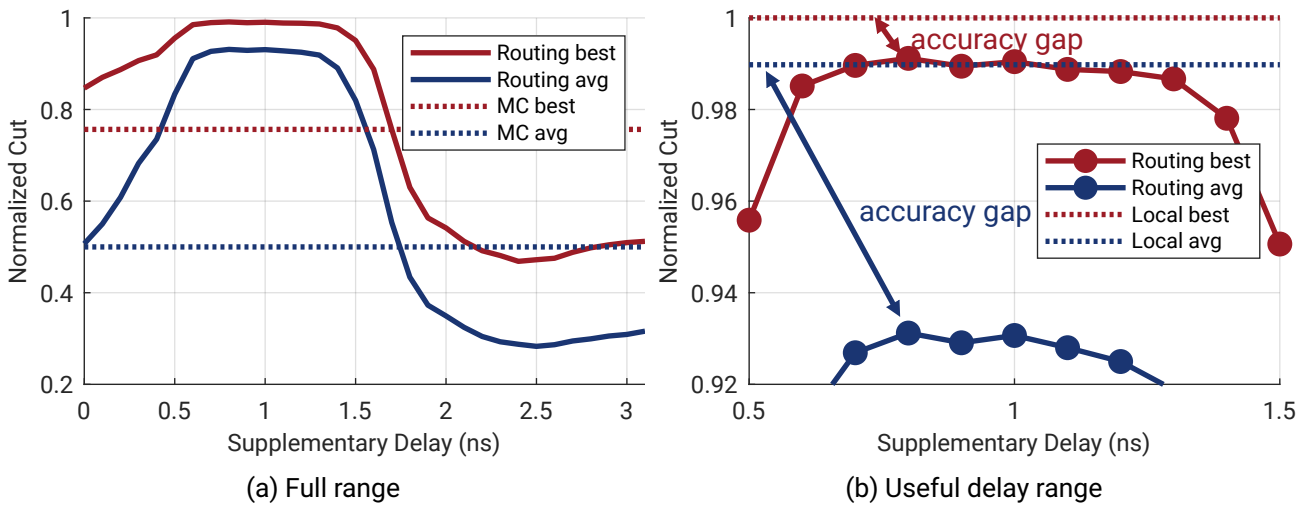 Normalized Cut
1
0.8
0.6
0.4
0.2
0
0.5
1
1.5
2
2.5
3
Supplementary Delay (ns)
Routing best
Routing avg
MC best
MC avg
(a) Full range
Normalized Cut
1
0.98
0.96
0.94
0.92
0.5
1
1.5
Supplementary Delay (ns)
accuracy gap
accuracy gap
Routing best
Routing avg
Local best
Local avg
(b) Useful delay range